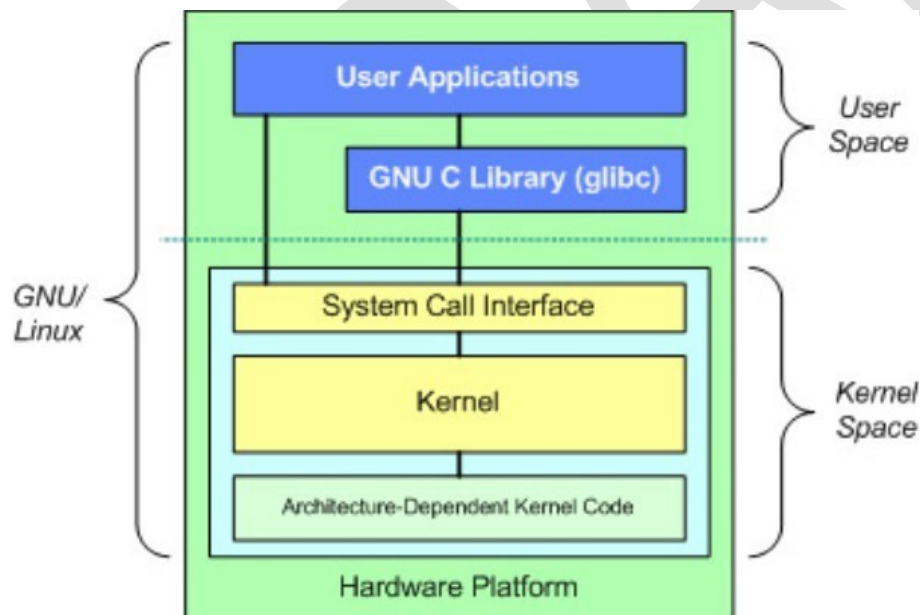 User Applications
GNU C Library (glibc)
User
Space
GNU/
Linux
System Call Interface
Kernel
Kernel
Space
Architecture-Dependent Kernel Code
Hardware Platform